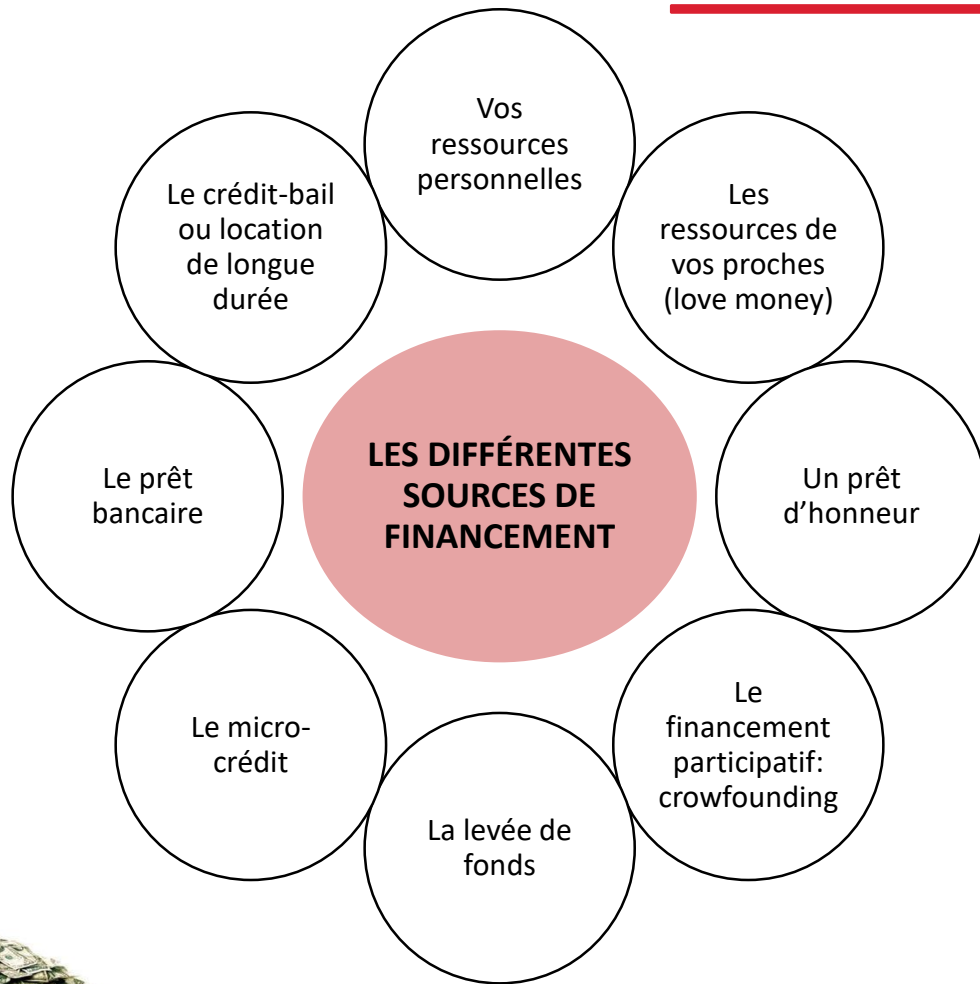 Vos
ressources
personnelles
Les
ressources de
vos proches
(love money)
Un prêt
d’honneur
Le
financement
participatif:
crowfounding
La levée de
fonds
Le micro-
crédit
Le prêt
bancaire
Le crédit-bail
ou location
de longue
durée
LES DIFFÉRENTES
SOURCES DE
FINANCEMENT